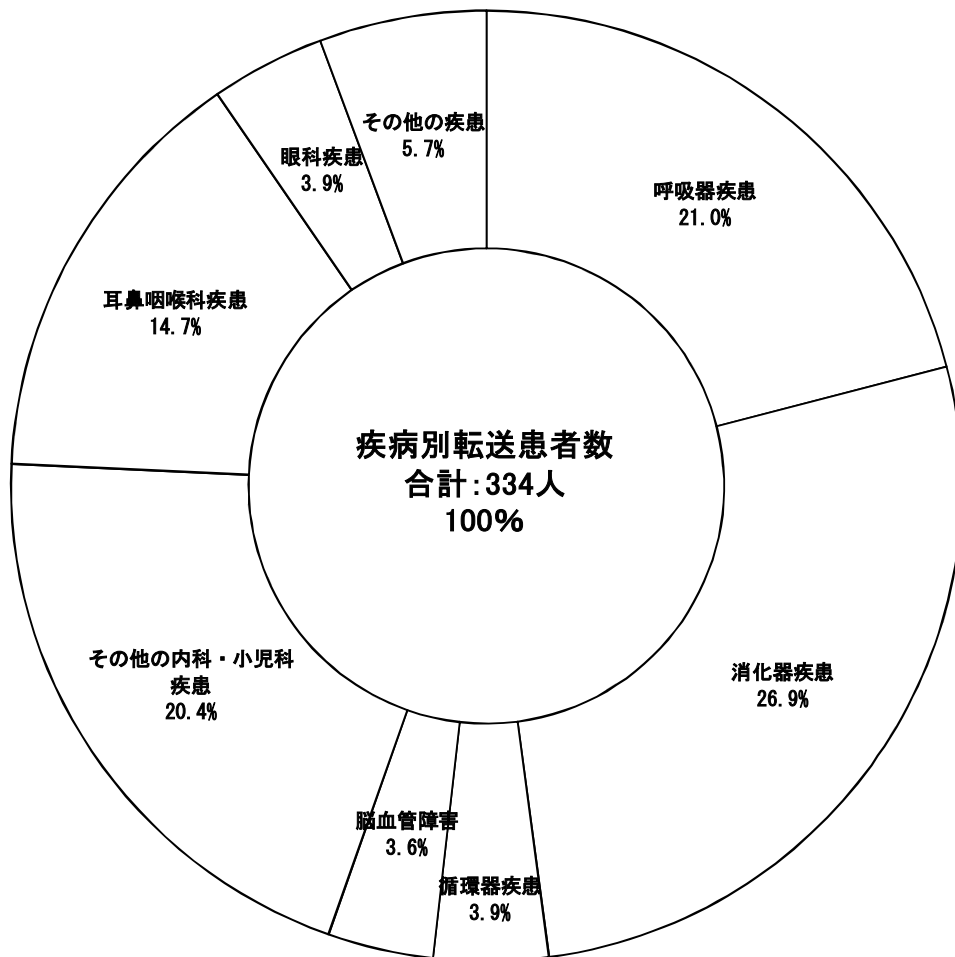 その他の疾患
5.7%
眼科疾患
3.9%
呼吸器疾患
21.0%
耳鼻咽喉科疾患
14.7%
疾病別転送患者数
合計:334人
100%
その他の内科・小児科
疾患
20.4%
消化器疾患
26.9%
脳血管障害
3.6%
循環器疾患
3.9%